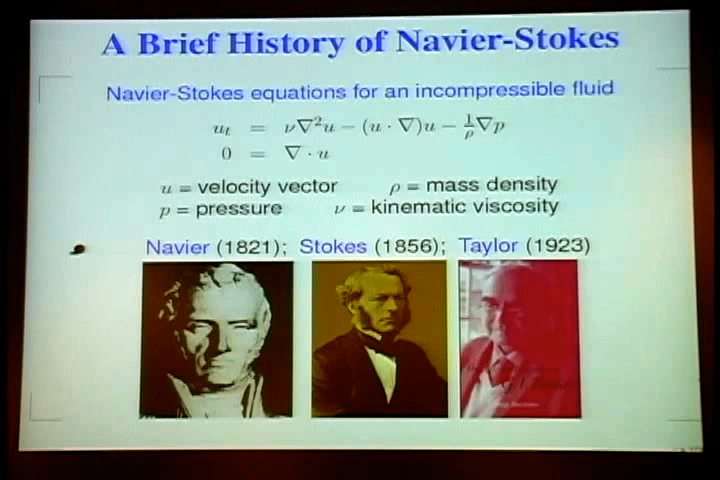 A Brief History of Navier-Stokes
Navier-Stokes equations for an incompressible fluid
u_t = ν∇²u − (u · ∇)u − 1/ρ ∇p
0 = ∇ · u
u = velocity vector ρ = mass density
p = pressure ν = kinematic viscosity
Navier (1821); Stokes (1856); Taylor (1923)